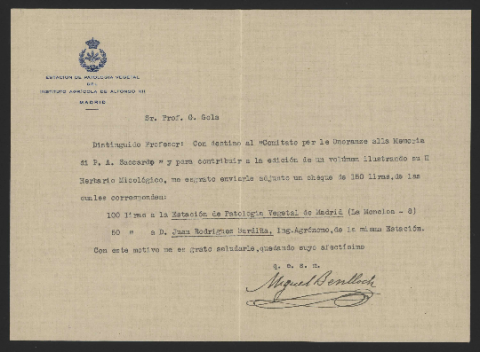 ESTACION DE PATOLOGIA VEGETAL
DEL
INSTITUTO AGRICOLA DE ALFONSO XII
MADRID
Sr. Prof. G. Gola
Distinguido Profesor: Con destino al "Comitato per le Onoranze alla Memoria
di P. A. Saccardo" y para contribuir a la edición de un volúmen ilustrando su
Herbario Micológico, me es grato enviarle adjunto un cheque de 150 liras, de las
cuales corresponden:
100 liras a la Estación de Patología Vegetal de Madrid (La Moncloa - 8)
50 " a D. Juan Rodríguez Sardiña, Ing. Agrónomo, de la misma Estación.
Con este motivo me es grato saludarle, quedando suyo afectísimo
q. e. s. m.
Miguel Benlloch